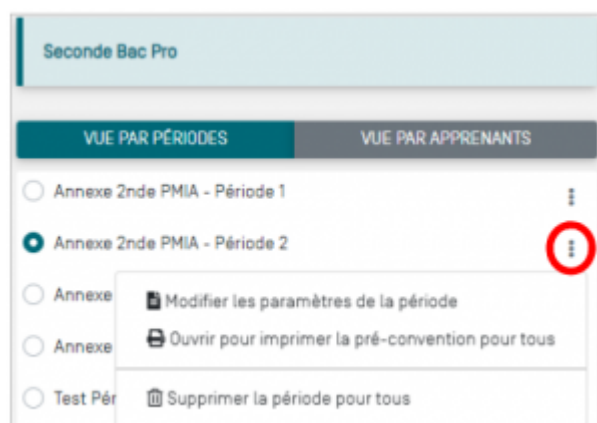 Seconde Bac Pro
VUE PAR PÉRIODES
VUE PAR APPRENANTS
Annexe 2nde PMIA - Période 1
Annexe 2nde PMIA - Période 2
Annexe
Modifier les paramètres de la période
Ouvrir pour imprimer la pré-convention pour tous
Annexe
Test Pér
Supprimer la période pour tous